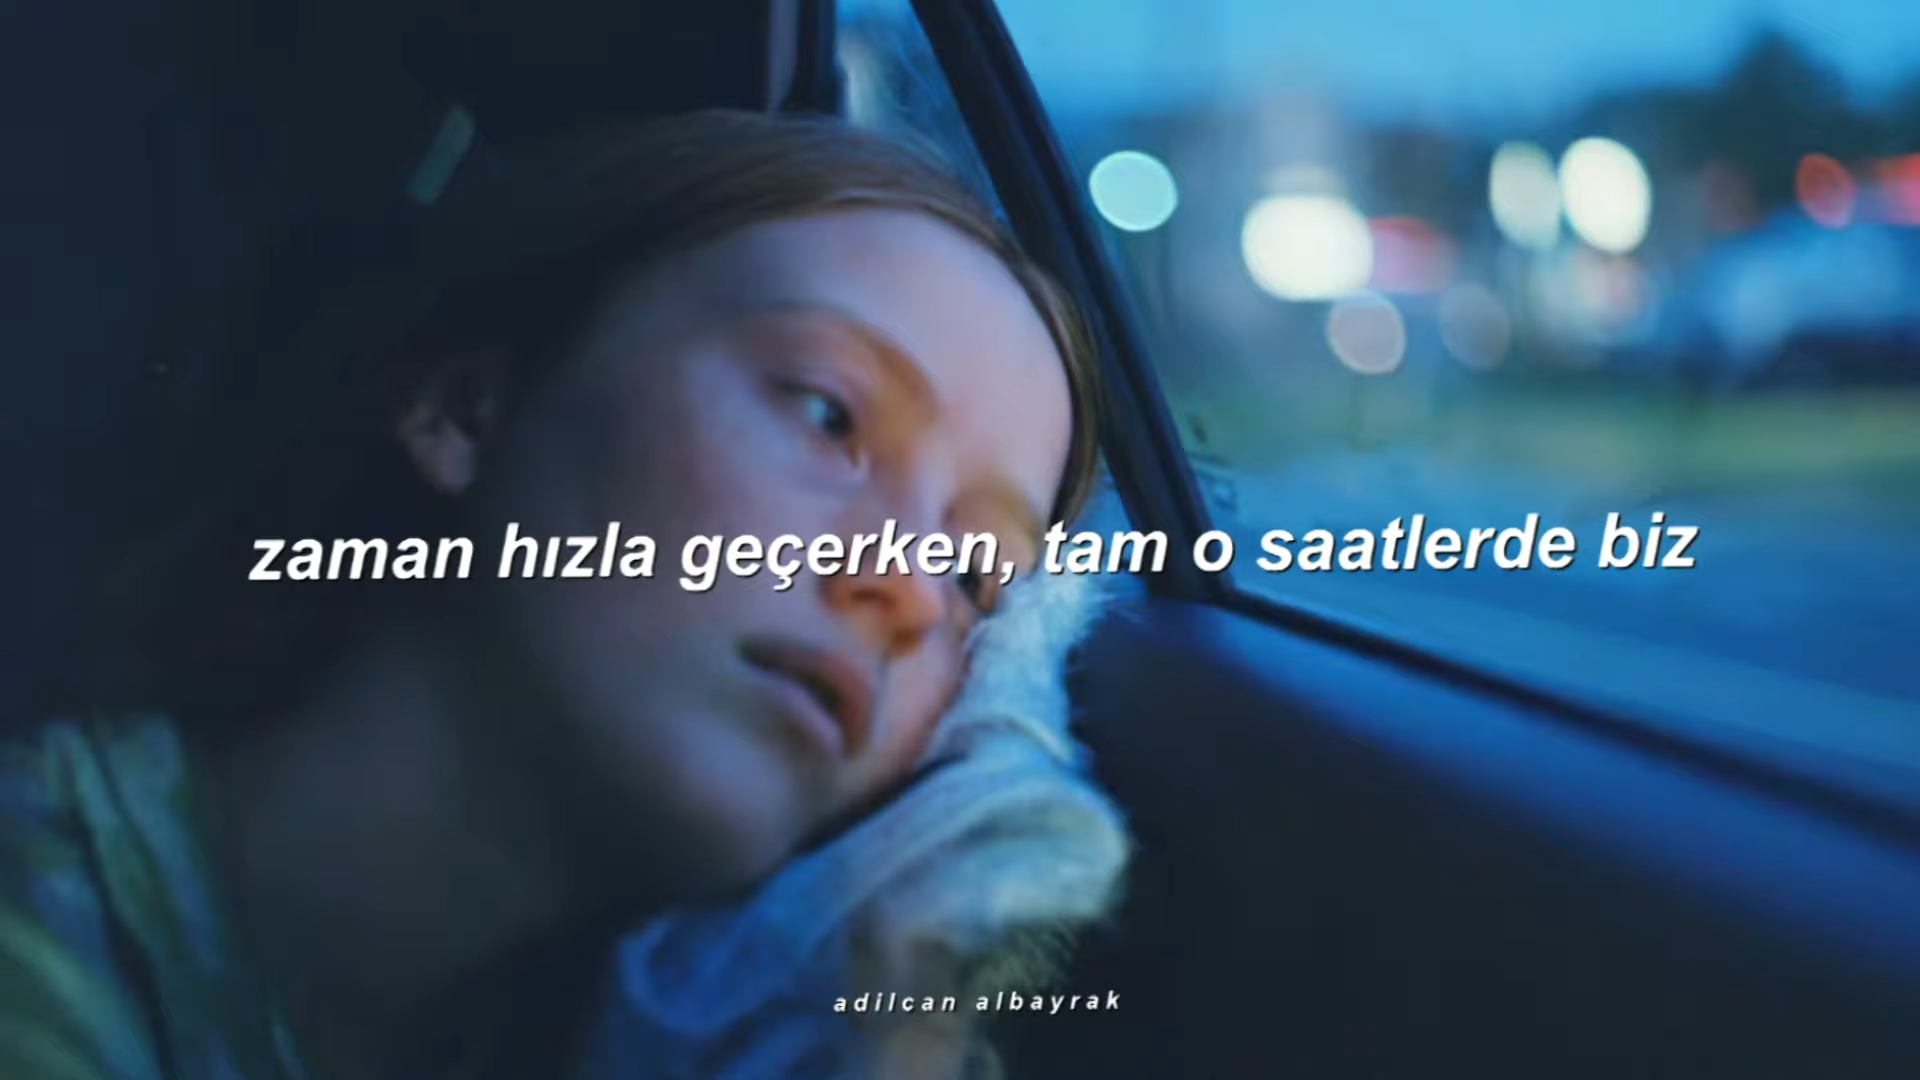 zaman hızla geçerken, tam o saatlerde biz
adilcan albayrak